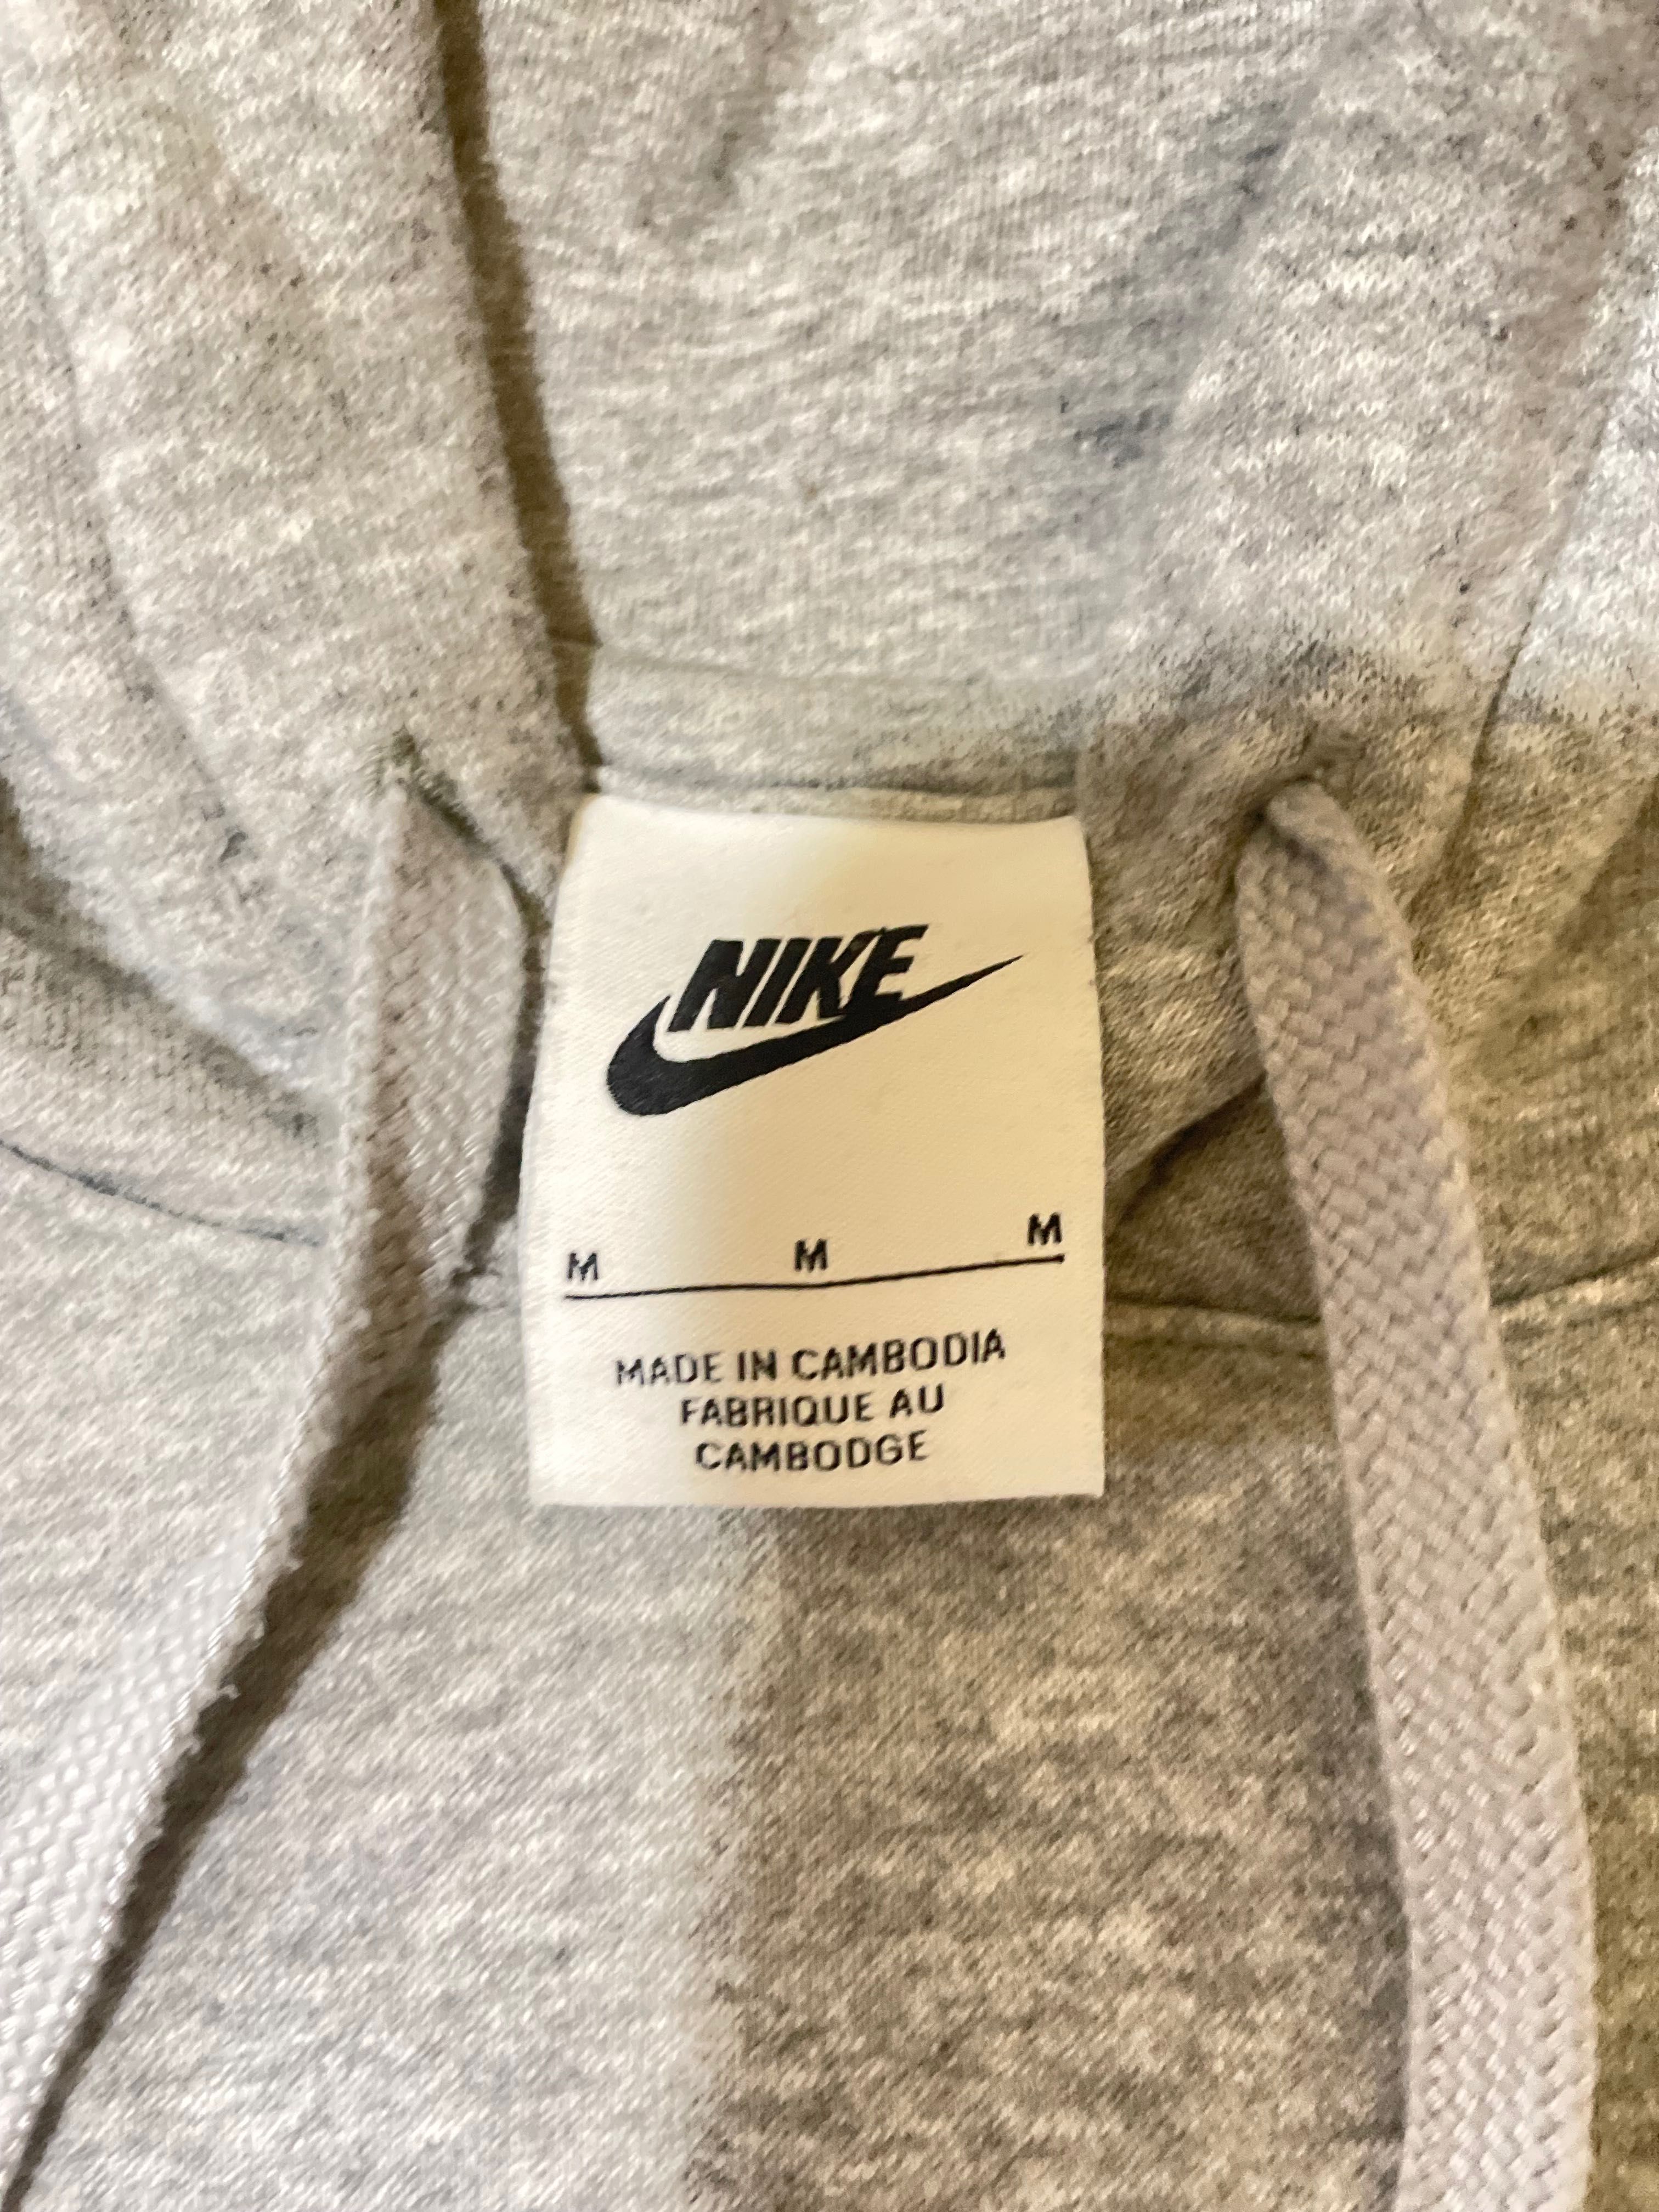 NIKE
M M M
MADE IN CAMBODIA
FABRIQUE AU
CAMBODGE